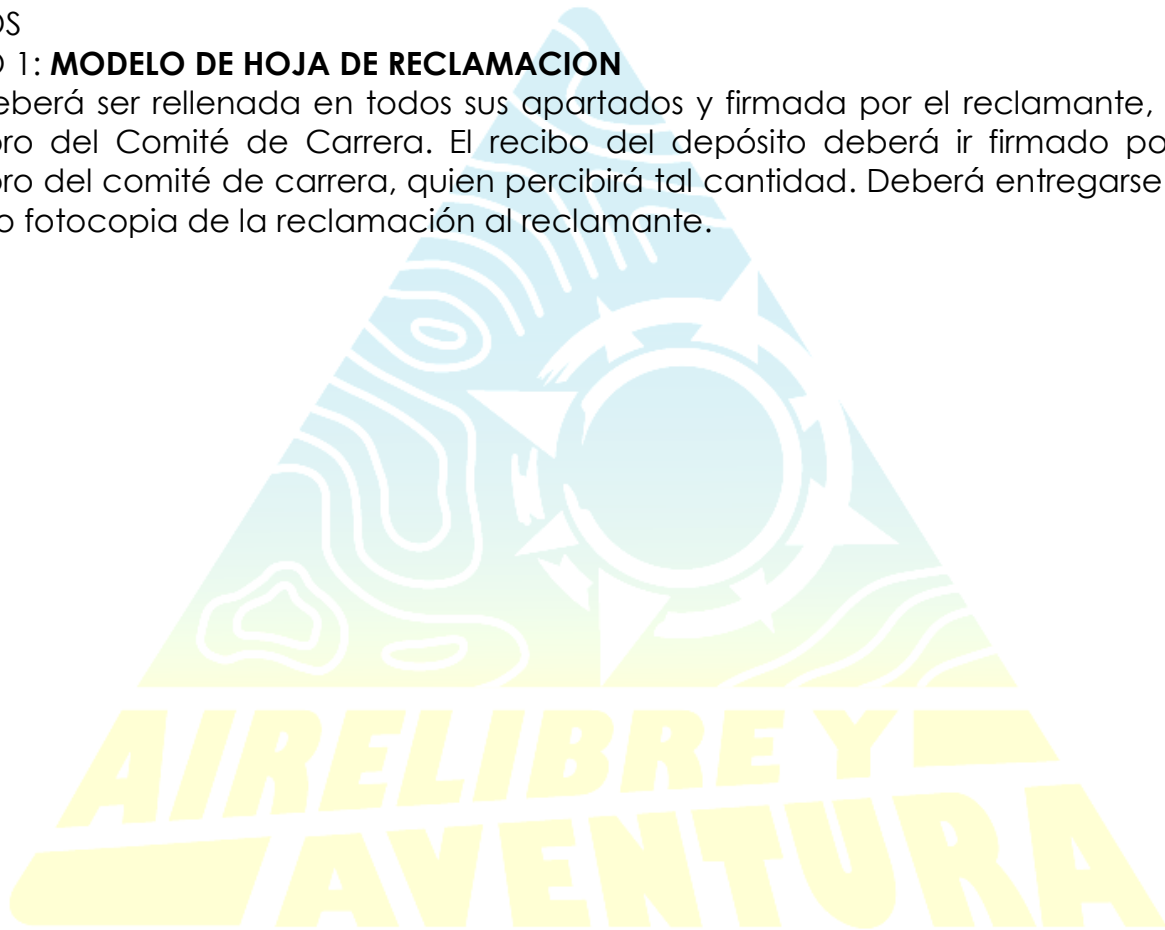 OS
O 1: MODELO DE HOJA DE RECLAMACION
eberá ser rellenada en todos sus apartados y firmada por el reclamante,
bro del Comité de Carrera. El recibo del depósito deberá ir firmado po
bro del comité de carrera, quien percibirá tal cantidad. Deberá entregarse
o fotocopia de la reclamación al reclamante.
AIRELIBRE Y
AVENTURA